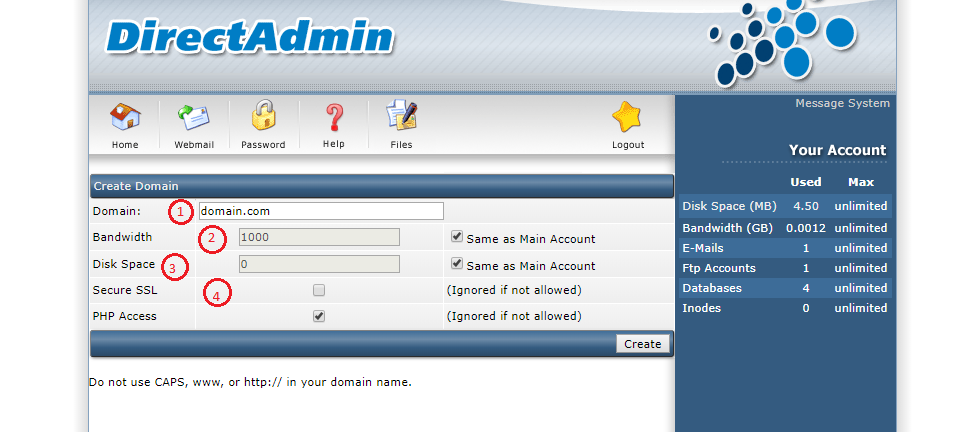 DirectAdmin
Message System
Home Webmail Password Help Files Logout
Your Account
Used Max
Disk Space (MB) 4.50 unlimited
Bandwidth (GB) 0.0012 unlimited
E-Mails 1 unlimited
Ftp Accounts 1 unlimited
Databases 4 unlimited
Inodes 0 unlimited
Create Domain
Domain: 1 domain.com
Bandwidth 2 1000 Same as Main Account
Disk Space 3 0 Same as Main Account
Secure SSL 4 (Ignored if not allowed)
PHP Access (Ignored if not allowed)
Create
Do not use CAPS, www, or http:// in your domain name.